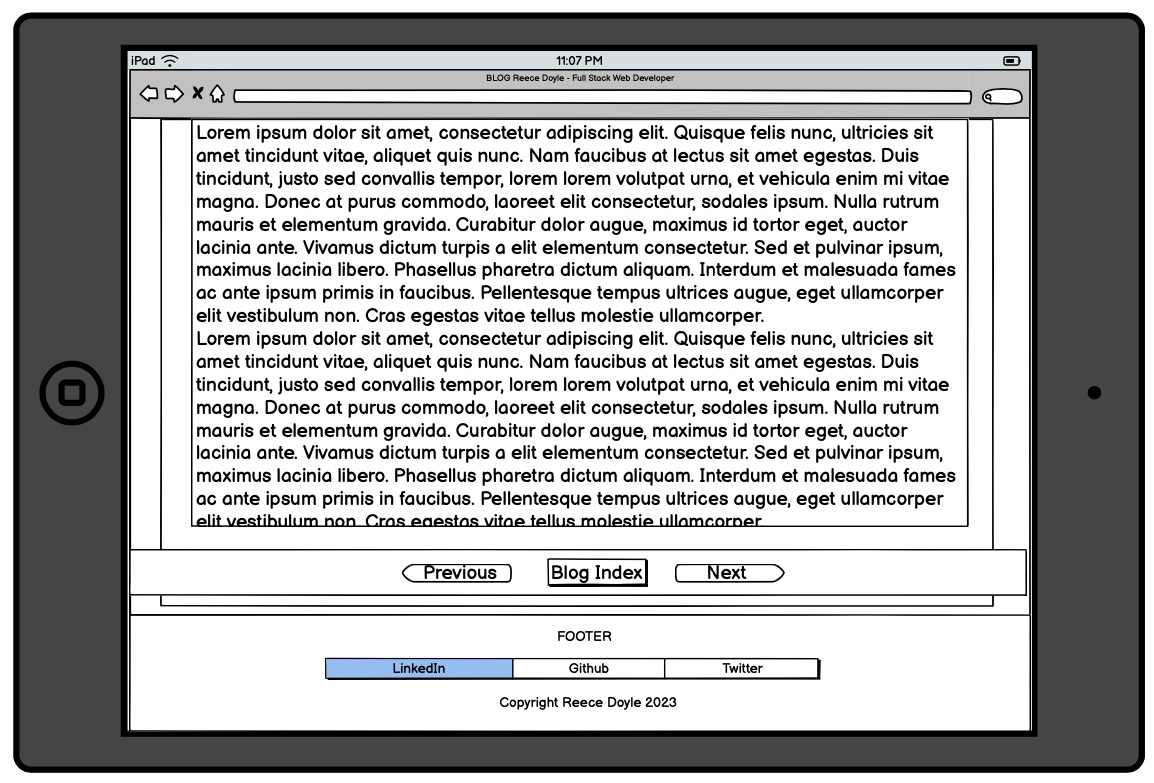 iPad 11:07 PM
BLOG Reece Doyle - Full Stack Web Developer
Lorem ipsum dolor sit amet, consectetur adipiscing elit. Quisque felis nunc, ultricies sit
amet tincidunt vitae, aliquet quis nunc. Nam faucibus at lectus sit amet egestas. Duis
tincidunt, justo sed convallis tempor, lorem lorem volutpat urna, et vehicula enim mi vitae
magna. Donec at purus commodo, laoreet elit consectetur, sodales ipsum. Nulla rutrum
mauris et elementum gravida. Curabitur dolor augue, maximus id tortor eget, auctor
lacinia ante. Vivamus dictum turpis a elit elementum consectetur. Sed et pulvinar ipsum,
maximus lacinia libero. Phasellus pharetra dictum aliquam. Interdum et malesuada fames
ac ante ipsum primis in faucibus. Pellentesque tempus ultrices augue, eget ullamcorper
elit vestibulum non. Cras egestas vitae tellus molestie ullamcorper.
Lorem ipsum dolor sit amet, consectetur adipiscing elit. Quisque felis nunc, ultricies sit
amet tincidunt vitae, aliquet quis nunc. Nam faucibus at lectus sit amet egestas. Duis
tincidunt, justo sed convallis tempor, lorem lorem volutpat urna, et vehicula enim mi vitae
magna. Donec at purus commodo, laoreet elit consectetur, sodales ipsum. Nulla rutrum
mauris et elementum gravida. Curabitur dolor augue, maximus id tortor eget, auctor
lacinia ante. Vivamus dictum turpis a elit elementum consectetur. Sed et pulvinar ipsum,
maximus lacinia libero. Phasellus pharetra dictum aliquam. Interdum et malesuada fames
ac ante ipsum primis in faucibus. Pellentesque tempus ultrices augue, eget ullamcorper
elit vestibulum non. Cras egestas vitae tellus molestie ullamcorper.
Previous Blog Index Next
FOOTER
LinkedIn Github Twitter
Copyright Reece Doyle 2023